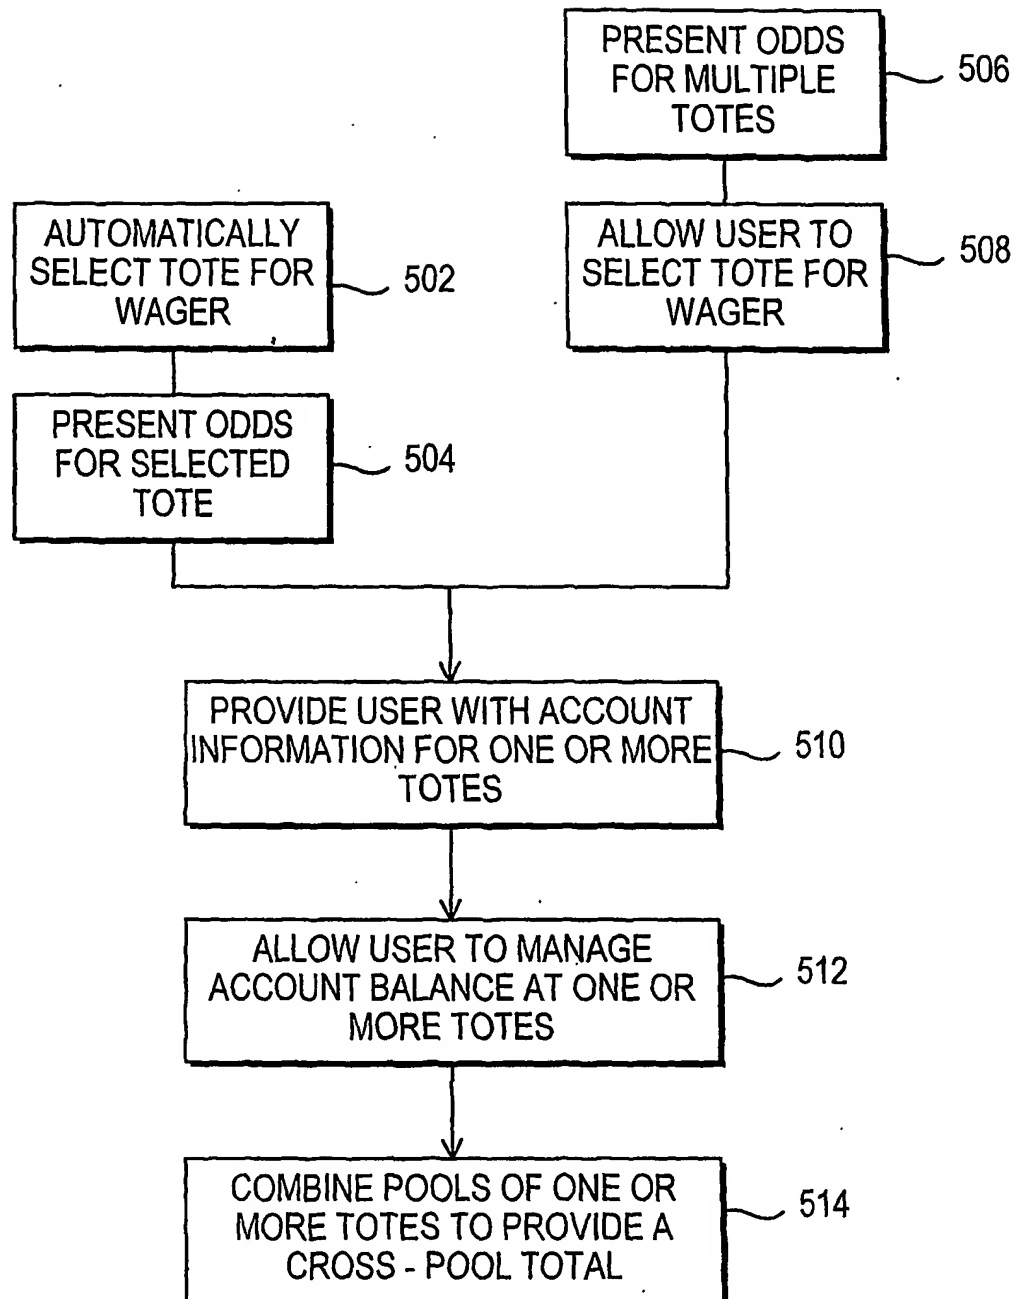 PRESENT ODDS
FOR MULTIPLE
TOTES
506
AUTOMATICALLY
SELECT TOTE FOR
WAGER
502
ALLOW USER TO
SELECT TOTE FOR
WAGER
508
PRESENT ODDS
FOR SELECTED
TOTE
504
PROVIDE USER WITH ACCOUNT
INFORMATION FOR ONE OR MORE
TOTES
510
ALLOW USER TO MANAGE
ACCOUNT BALANCE AT ONE OR
MORE TOTES
512
COMBINE POOLS OF ONE OR
MORE TOTES TO PROVIDE A
CROSS - POOL TOTAL
514